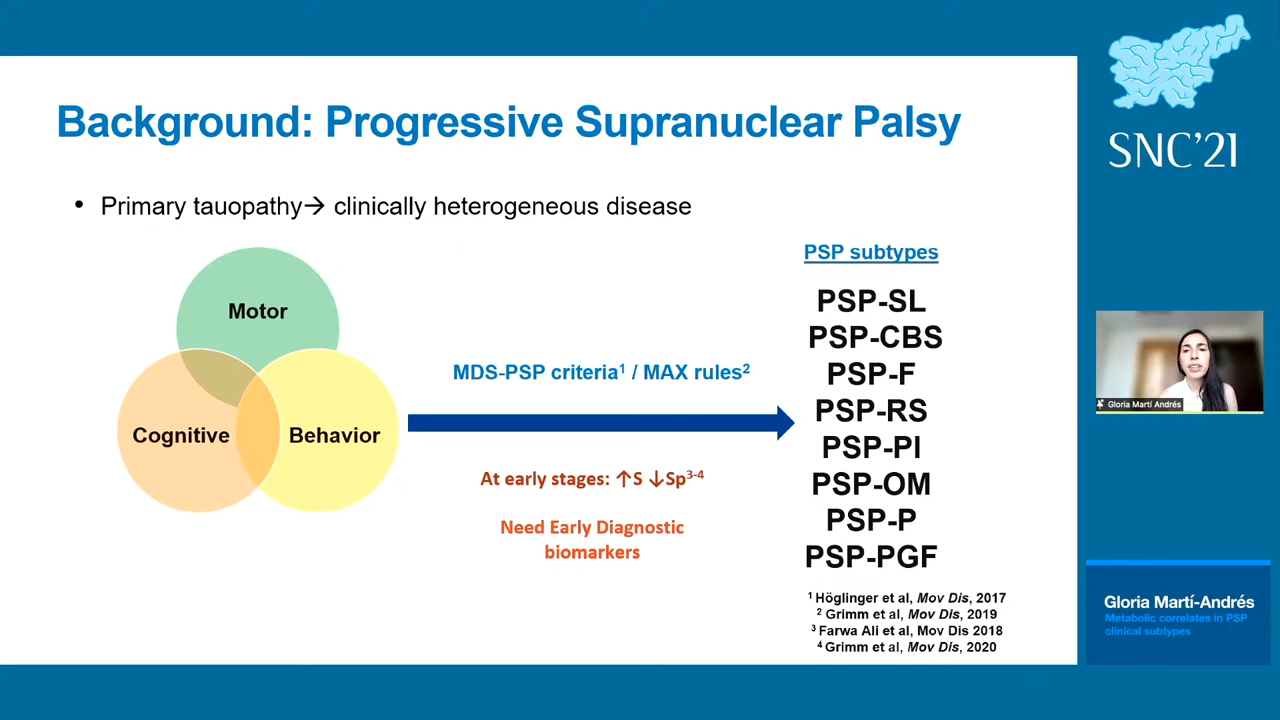 Background: Progressive Supranuclear Palsy
• Primary tauopathy→ clinically heterogeneous disease
Motor
Cognitive
Behavior
MDS-PSP criteria¹ / MAX rules²
At early stages: ↑S ↓Sp³⁻⁴
Need Early Diagnostic
biomarkers
PSP subtypes
PSP-SL
PSP-CBS
PSP-F
PSP-RS
PSP-PI
PSP-OM
PSP-P
PSP-PGF
¹ Höglinger et al, Mov Dis, 2017
² Grimm et al, Mov Dis, 2019
³ Farwa Ali et al, Mov Dis 2018
⁴ Grimm et al, Mov Dis, 2020
SNC’21
Gloria Martí Andrés
Gloria Martí-Andrés
Metabolic correlates in PSP
clinical subtypes